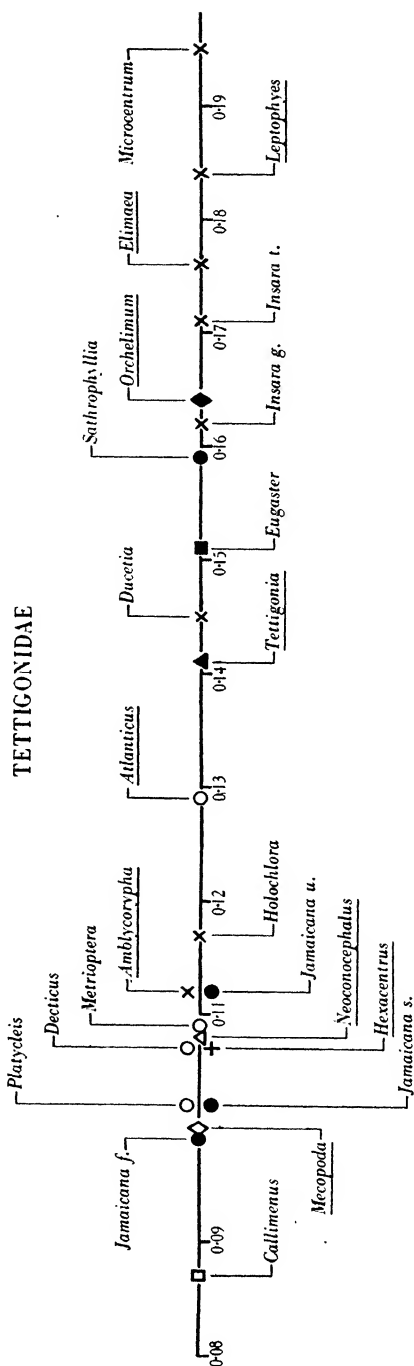 TETTIGONIDAE
Jamaicana f.
Platycleis
Decticus
Metrioptera
Amblycorypha
Atlanticus
Ducetia
Sathrophyllia
Orchelimum
Elimaea
Microcentrum
0·08
0·09
0·11
0·12
0·13
0·14
0·15
0·16
0·17
0·18
0·19
Callimenus
Mecopoda
Jamaicana s.
Hexacentrus
Neoconocephalus
Jamaicana u.
Holochlora
Tettigonia
Eugaster
Insara g.
Insara t.
Leptophyes